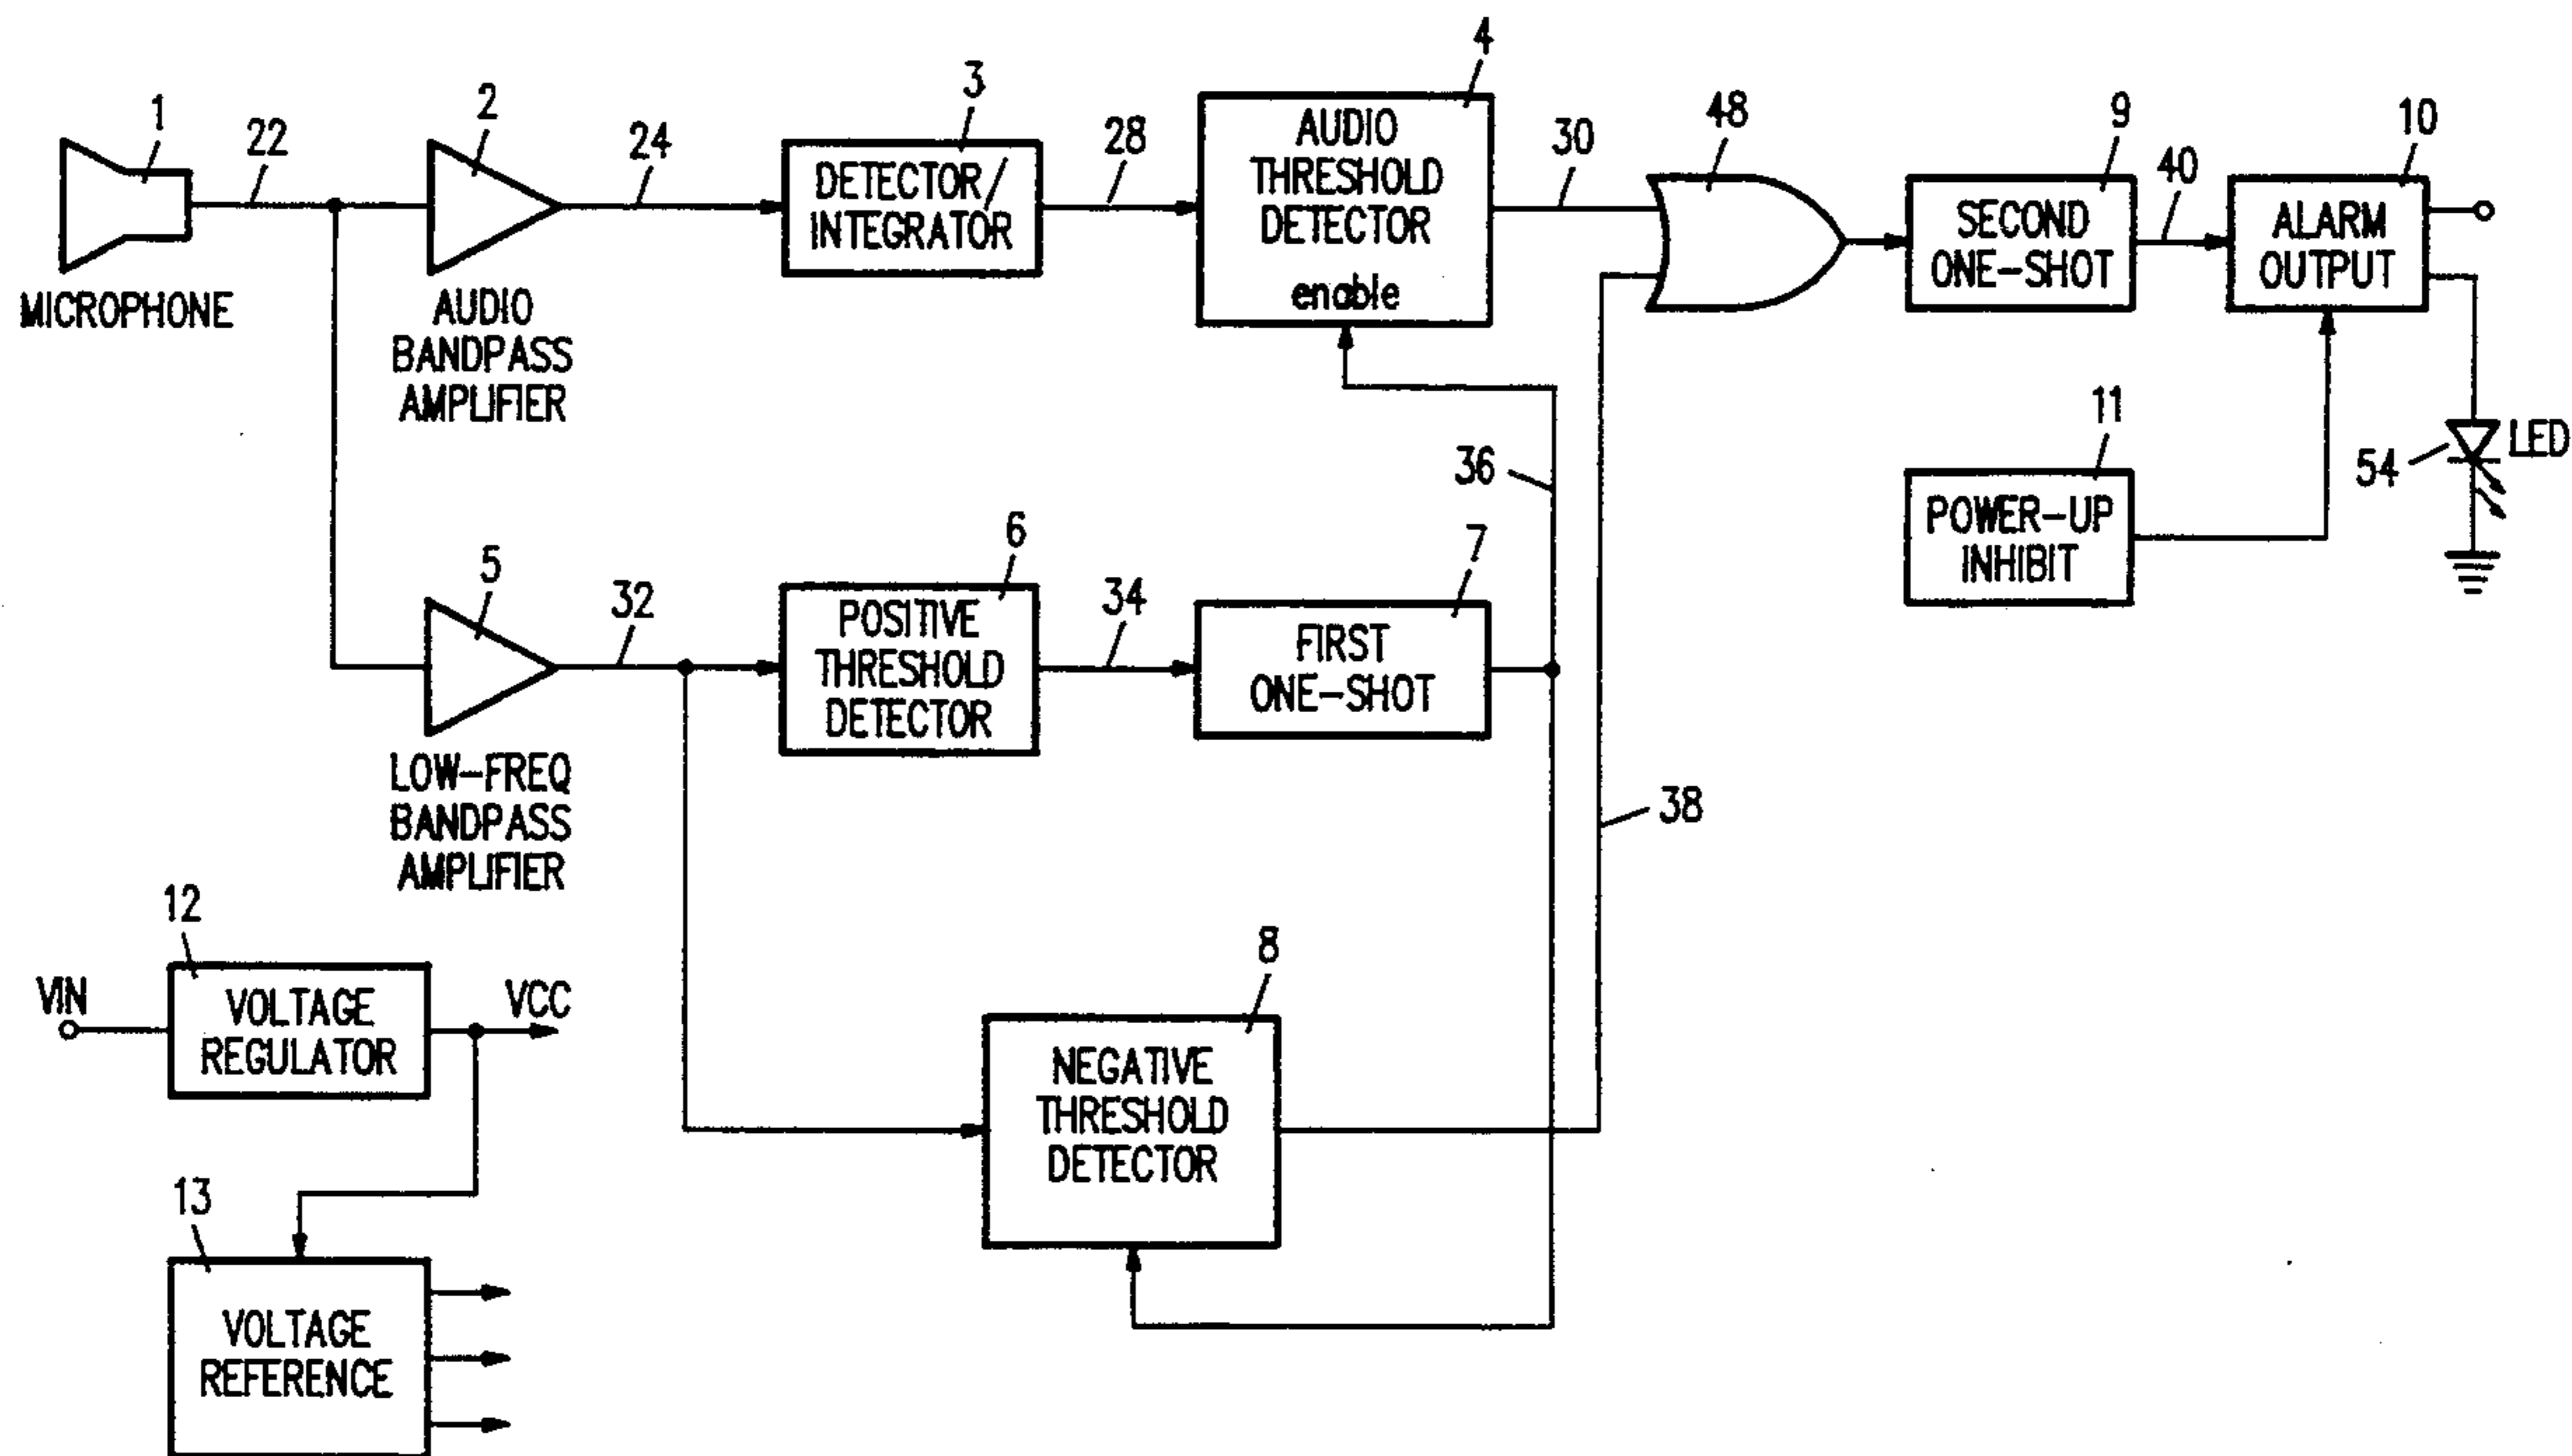 1
MICROPHONE
22
2
AUDIO
BANDPASS
AMPLIFIER
24
3
DETECTOR/
INTEGRATOR
28
4
AUDIO
THRESHOLD
DETECTOR
enable
30
48
9
SECOND
ONE-SHOT
40
10
ALARM
OUTPUT
11
POWER-UP
INHIBIT
54
LED
5
LOW-FREQ
BANDPASS
AMPLIFIER
32
6
POSITIVE
THRESHOLD
DETECTOR
34
7
FIRST
ONE-SHOT
36
38
8
NEGATIVE
THRESHOLD
DETECTOR
VIN
12
VOLTAGE
REGULATOR
VCC
13
VOLTAGE
REFERENCE